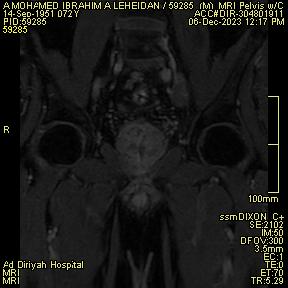 A MOHAMED IBRAHIM A LEHEIDAN / 59285 (M) MRI Pelvis w/C
14-Sep-1951 072Y
ACC#DIR-304801911
PID:59285
06-Dec-2023 12:17 PM
59285
R
100mm
ssmDIXON C+
SE:2102
IM:50
DFOV:300
3.5mm
Ad Diriyah Hospital
EC:1
MRI
TE:0
MRI
ET:70
TR:5.29